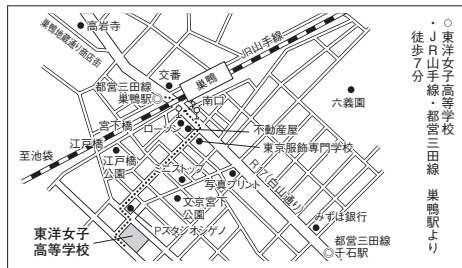 ○東洋女子高等学校
・JR山手線・都営三田線 巣鴨駅より
徒歩7分
高岩寺
巣鴨地蔵通り商店街
JR山手線
交番
巣鴨
都営三田線
巣鴨駅◎
南口
六義園
宮下橋
ローソン
不動産屋
至池袋
江戸橋
東京服飾専門学校
江戸橋
公園
R17(白山通り)
ミニストップ
写真プリント
文京宮下
公園
みずほ銀行
東洋女子
高等学校
Pスタジオシゲノ
都営三田線
◎千石駅